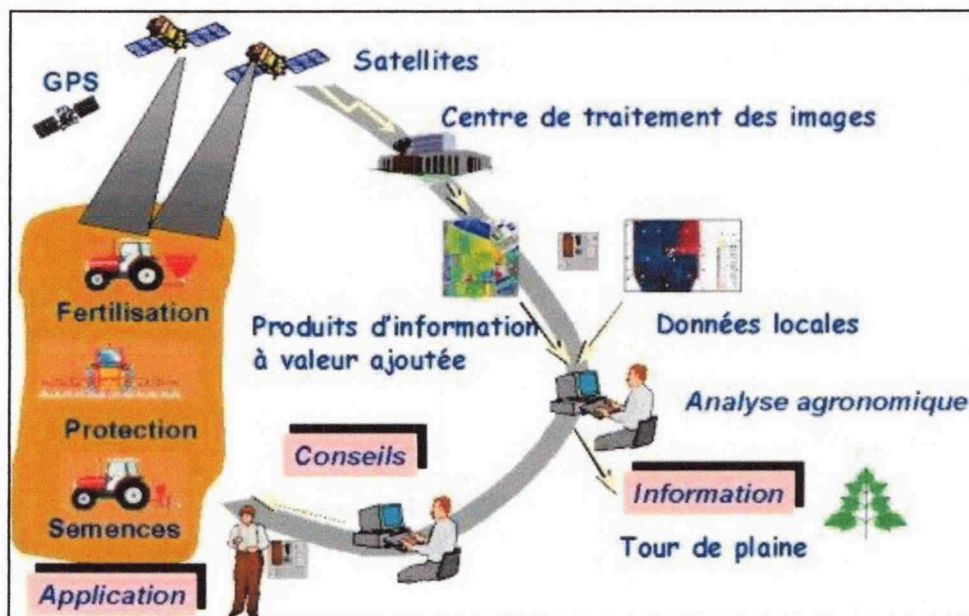 Satellites
GPS
Centre de traitement des images
Fertilisation
Produits d'information
à valeur ajoutée
Données locales
Protection
Analyse agronomique
Conseils
Semences
Information
Tour de plaine
Application